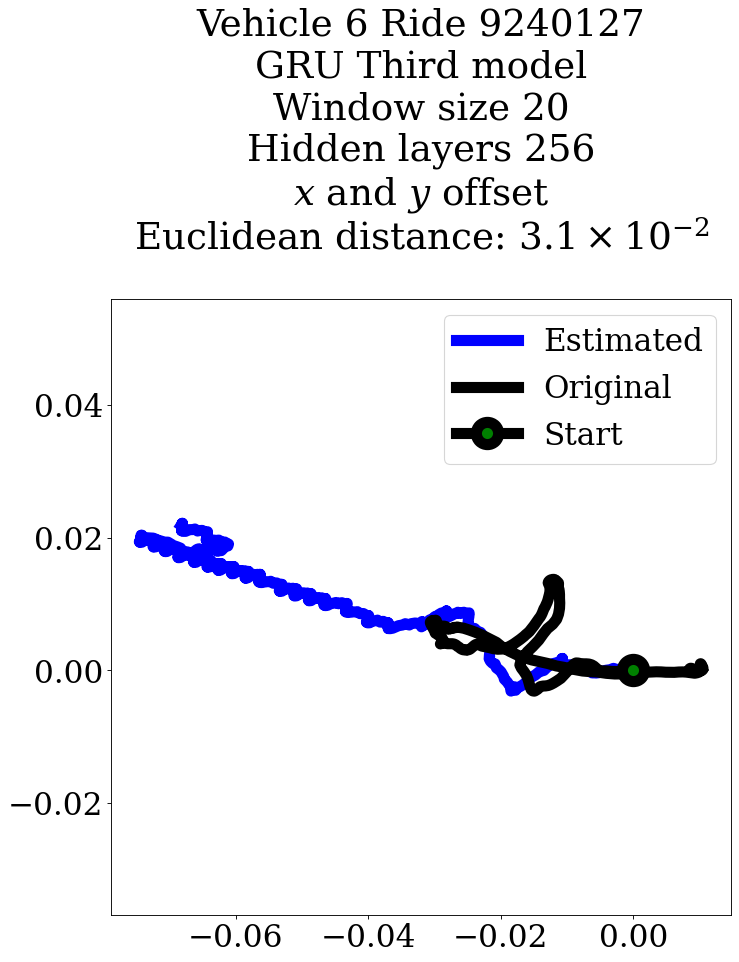 Vehicle 6 Ride 9240127
GRU Third model
Window size 20
Hidden layers 256
x and y offset
Euclidean distance: 3.1 × 10⁻²
Estimated
Original
Start
0.04
0.02
0.00
−0.02
−0.06 −0.04 −0.02 0.00